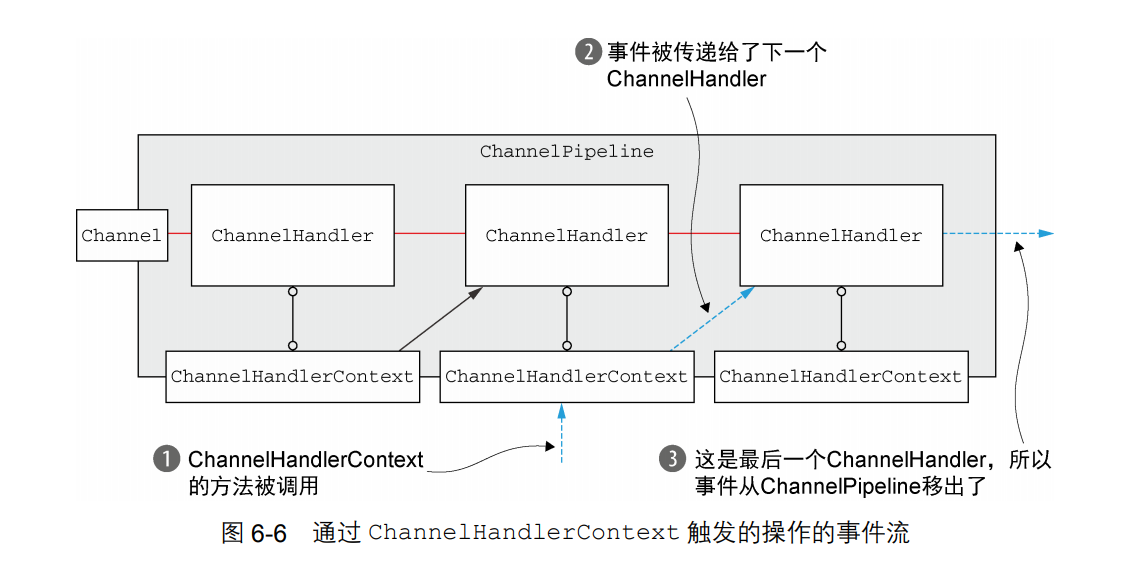 ❷ 事件被传递给了下一个
ChannelHandler
ChannelPipeline
Channel
ChannelHandler
ChannelHandler
ChannelHandler
ChannelHandlerContext
ChannelHandlerContext
ChannelHandlerContext
❶ ChannelHandlerContext
的方法被调用
❸ 这是最后一个ChannelHandler，所以
事件从ChannelPipeline移出了
图 6-6 通过 ChannelHandlerContext 触发的操作的事件流